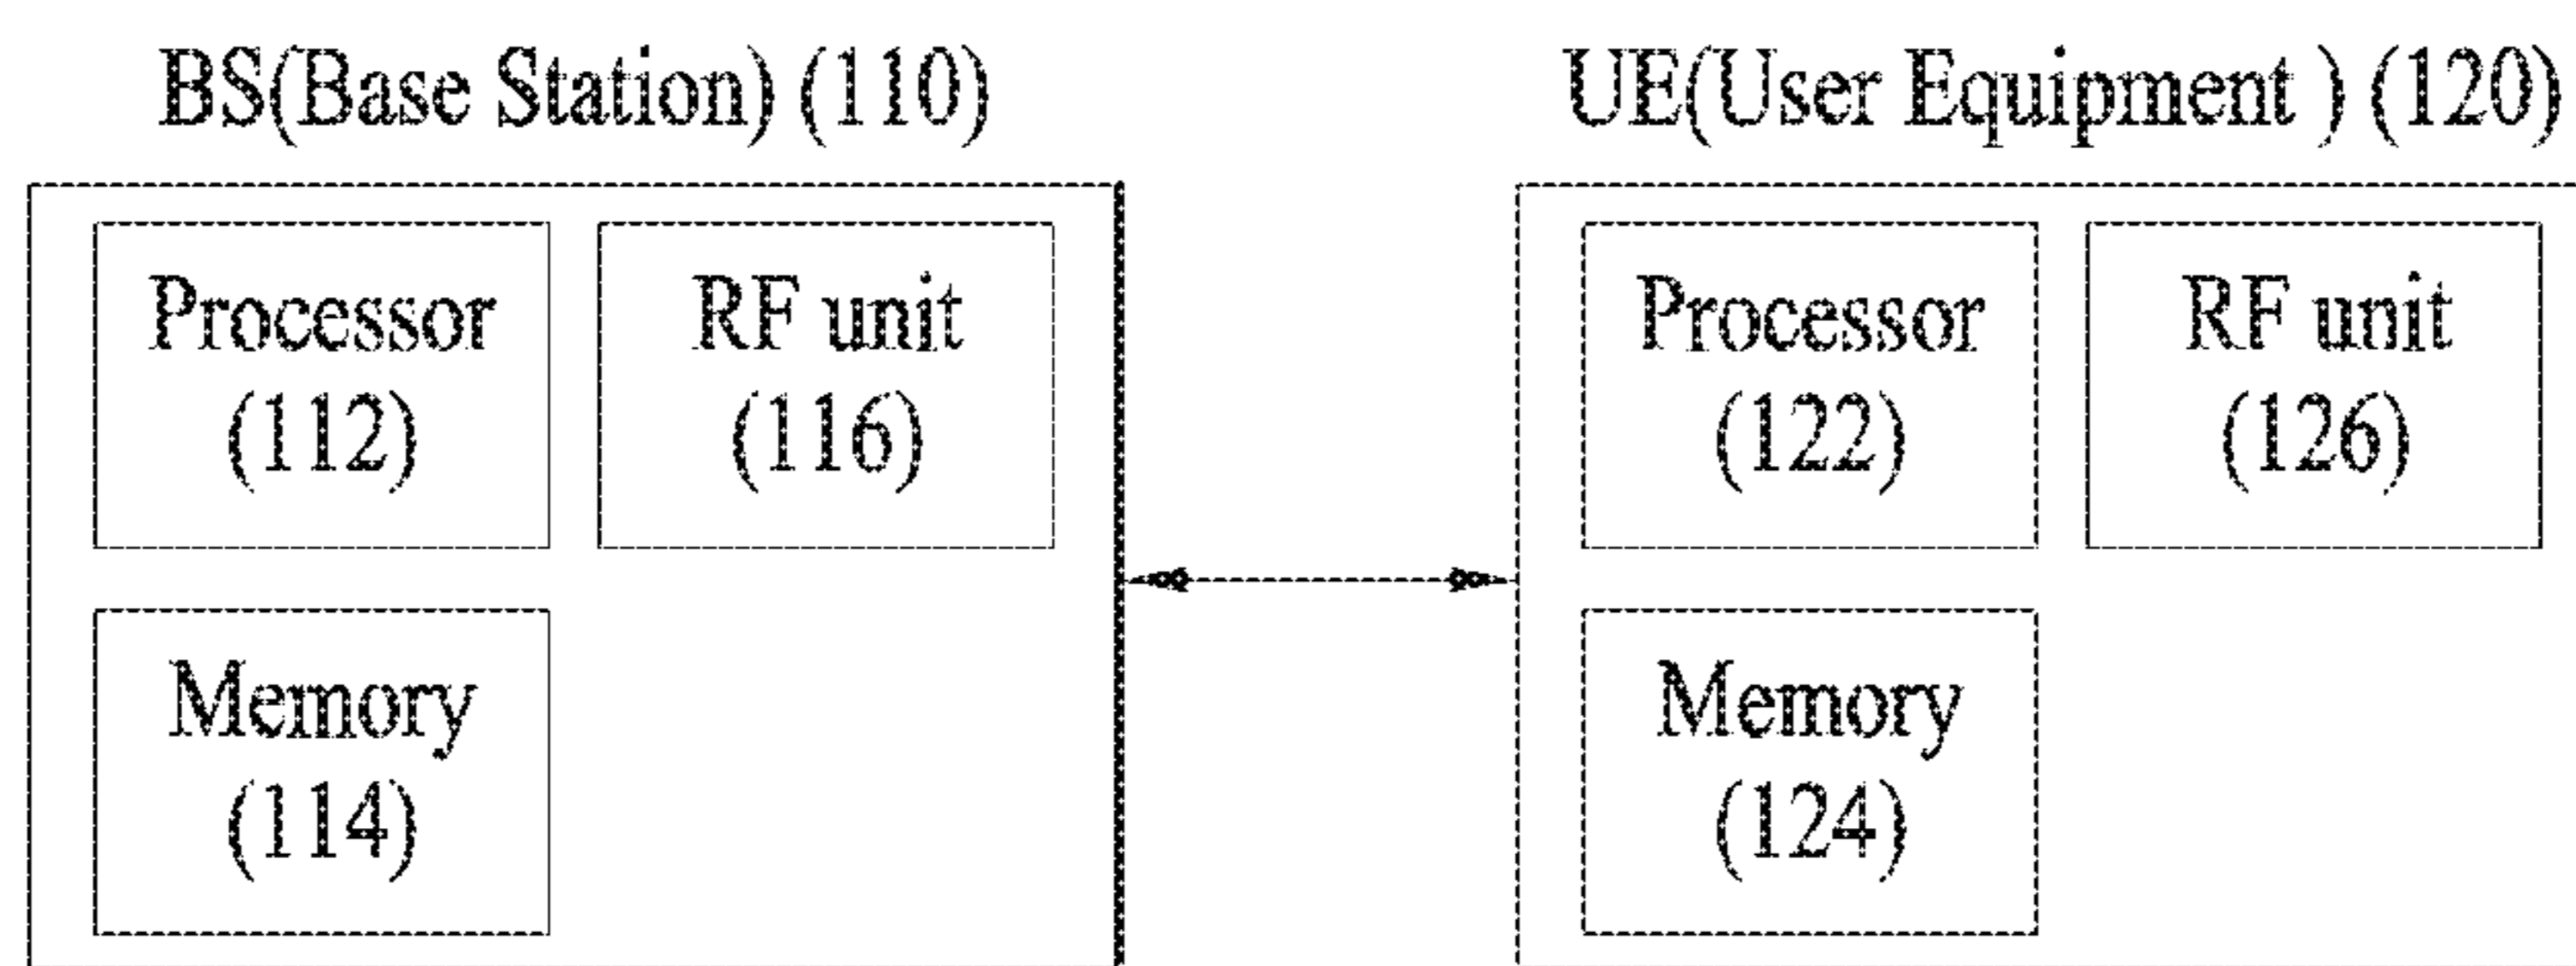 BS(Base Station) (110)
Processor
(112)
RF unit
(116)
Memory
(114)
UE(User Equipment ) (120)
Processor
(122)
RF unit
(126)
Memory
(124)